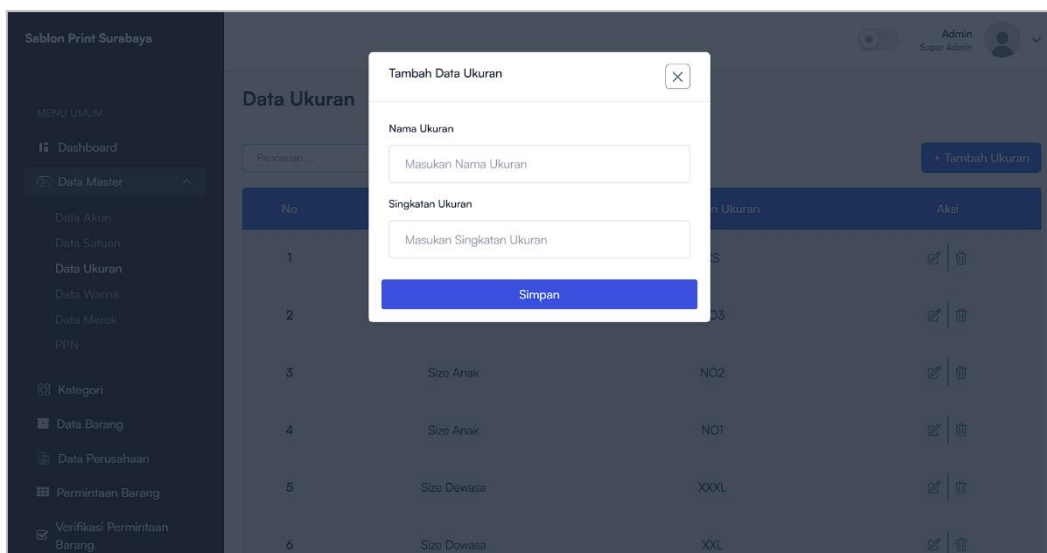 Sablon Print Surabaya
Admin
Super Admin
Tambah Data Ukuran
Data Ukuran
MENU UMUM
Nama Ukuran
Dashboard
Pencarian ...
Masukan Nama Ukuran
+ Tambah Ukuran
Data Master
Singkatan Ukuran
No
n Ukuran
Aksi
Data Akun
Masukan Singkatan Ukuran
Data Satuan
1
S
Data Ukuran
Simpan
Data Warna
2
O3
Data Merek
PPN
3 Size Anak NO2
Kategori
Data Barang
4 Size Anak NO1
Data Perusahaan
Permintaan Barang
5 Size Dewasa XXXL
Verifikasi Permintaan
Barang
6 Size Dewasa XXL